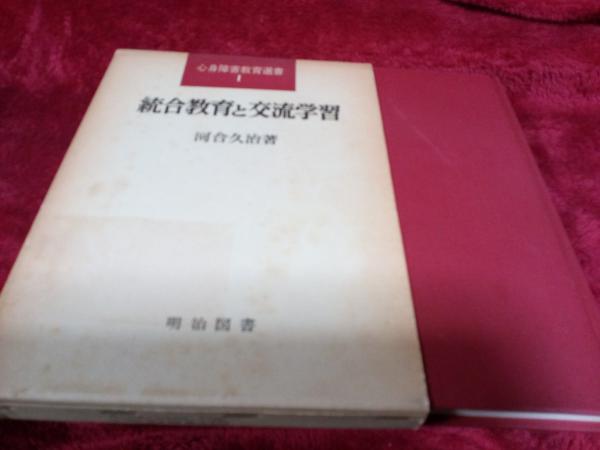 心身障害教育選書
1
統合教育と交流学習
河合久治著
明治図書